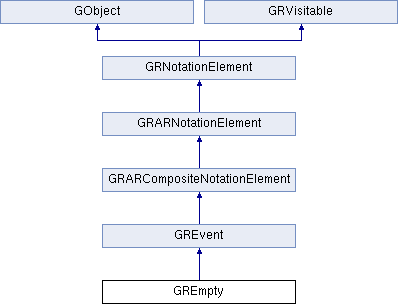 GObject
GRVisitable
GRNotationElement
GRARNotationElement
GRARCompositeNotationElement
GREvent
GREmpty